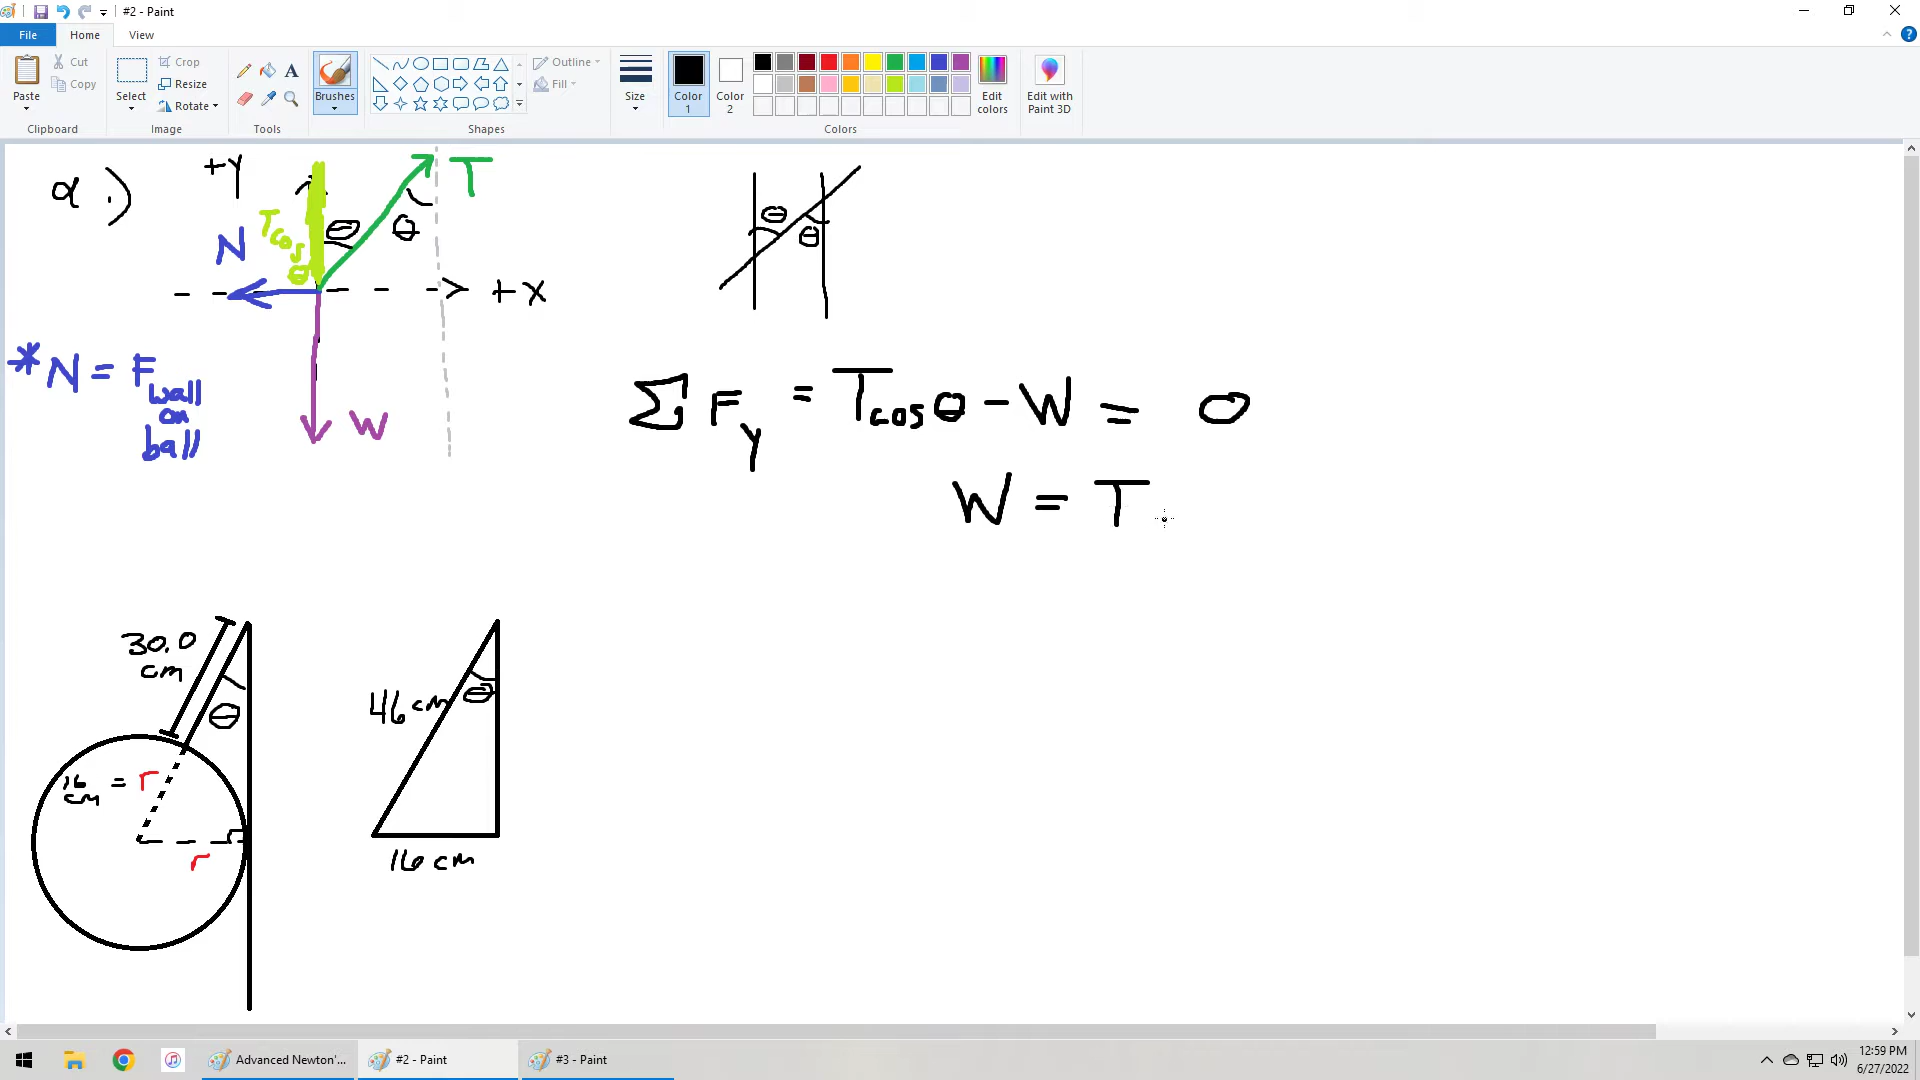 #2 - Paint
File Home View
Paste
Cut
Copy
Clipboard
Select
Crop
Resize
Rotate
Image
Tools
Brushes
Outline
Fill
Shapes
Size
Color 1
Color 2
Edit colors
Colors
Edit with Paint 3D
a.)
+Y
T
Tcosθ
θ
θ
N
+X
W
*N = F wall on ball
θ
θ
ΣFy = Tcosθ - W = 0
W = T
30.0 cm
θ
16 cm = r
r
46 cm
θ
16 cm
Advanced Newton'...
#2 - Paint
#3 - Paint
12:59 PM
6/27/2022